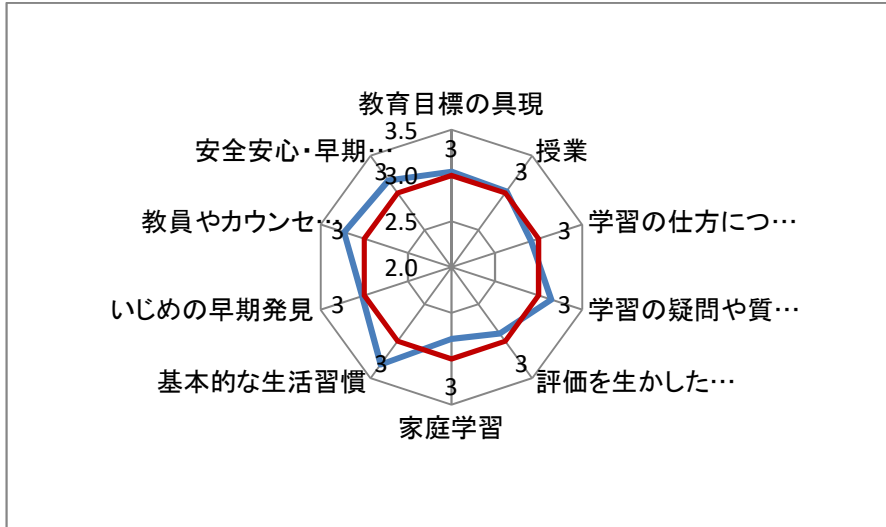 教育目標の具現
3.5
安全安心・早期…
3
授業
3
3
3.0
教員やカウンセ…
2.5
学習の仕方につ…
3
3
2.0
いじめの早期発見
3
学習の疑問や質…
3
基本的な生活習慣
3
3
3
評価を生かした…
家庭学習